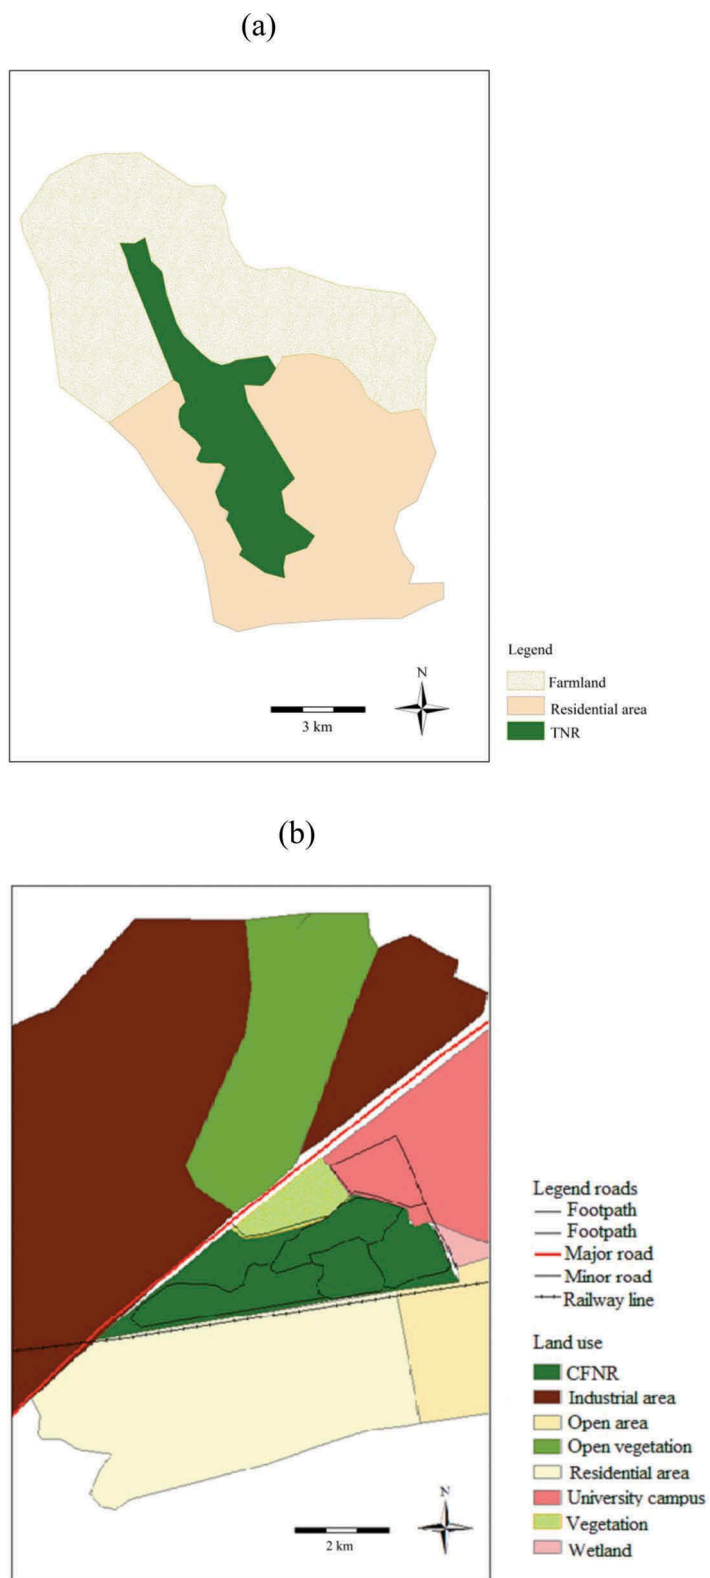 (a)
Legend
Farmland
Residential area
TNR
N
3 km
(b)
Legend roads
Footpath
Footpath
Major road
Minor road
Railway line
Land use
CFNR
Industrial area
Open area
Open vegetation
Residential area
University campus
Vegetation
Wetland
N
2 km